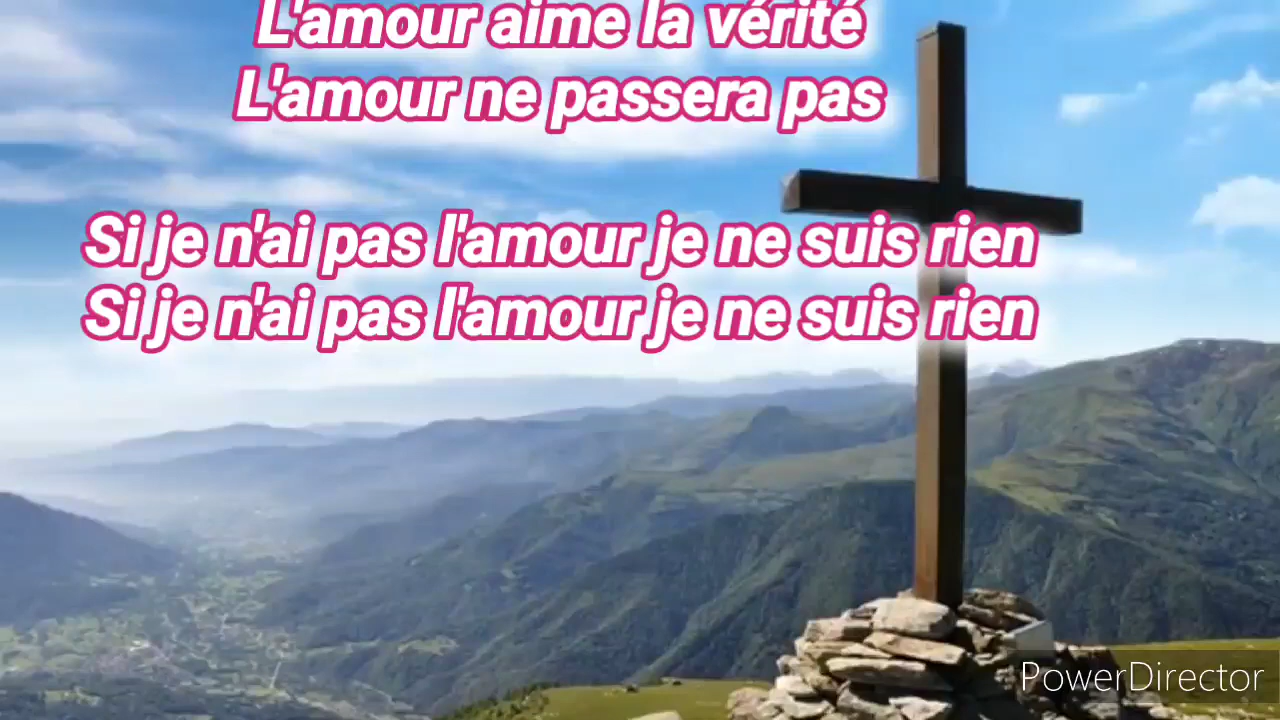 L'amour aime la vérité
L'amour ne passera pas
Si je n'ai pas l'amour je ne suis rien
Si je n'ai pas l'amour je ne suis rien
PowerDirector